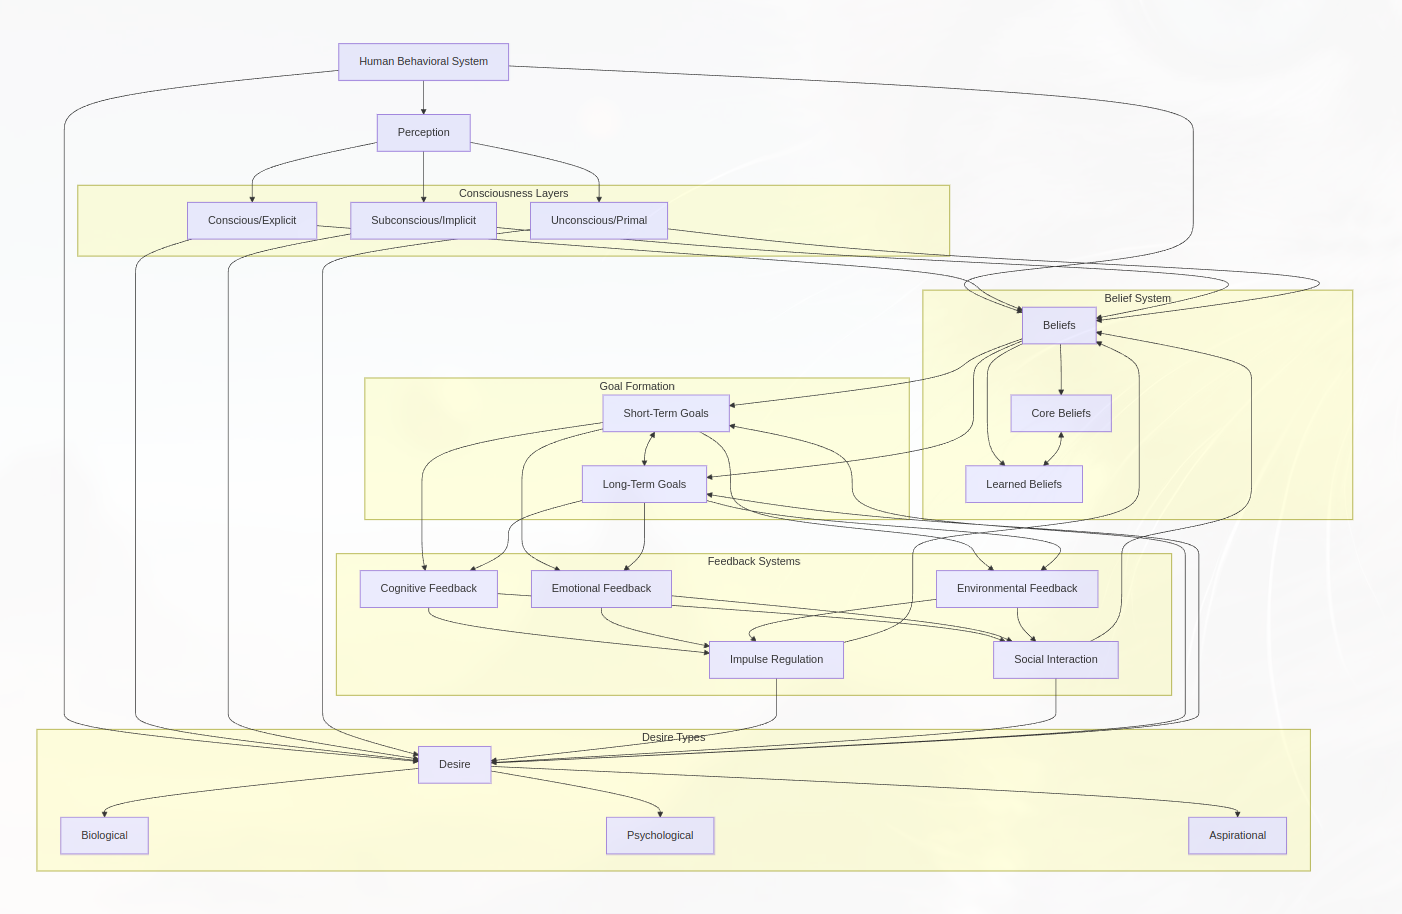 Human Behavioral System
Perception
Consciousness Layers
Conscious/Explicit
Subconscious/Implicit
Unconscious/Primal
Belief System
Beliefs
Goal Formation
Short-Term Goals
Core Beliefs
Long-Term Goals
Learned Beliefs
Feedback Systems
Cognitive Feedback
Emotional Feedback
Environmental Feedback
Impulse Regulation
Social Interaction
Desire Types
Desire
Biological
Psychological
Aspirational